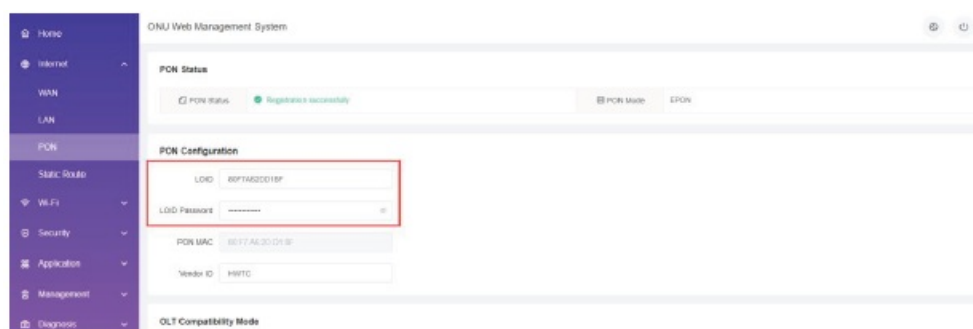 Home
ONU Web Management System
Internet
PON Status
WAN
PON Status
Registration successfully
PON Mode
EPON
LAN
PON
PON Configuration
Static Route
LOID
Wi-Fi
LOID Password
Security
PON MAC
Application
Vendor ID
HWTC
Management
Diagnosis
OLT Compatibility Mode